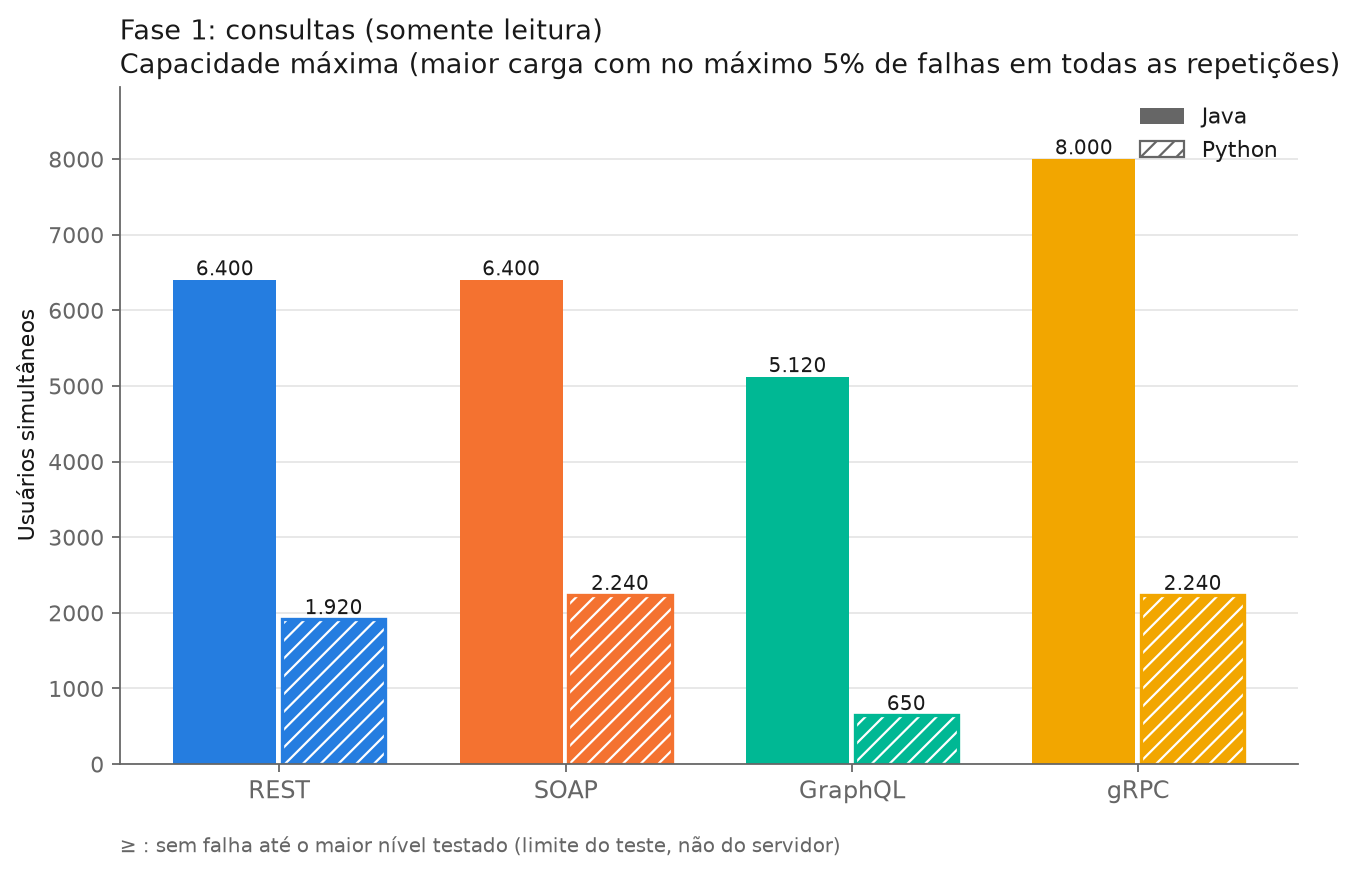 Fase 1: consultas (somente leitura)
Capacidade máxima (maior carga com no máximo 5% de falhas em todas as repetições)
Java
Python
Usuários simultâneos
8000
7000
6000
5000
4000
3000
2000
1000
0
6.400
1.920
6.400
2.240
5.120
650
8.000
2.240
REST
SOAP
GraphQL
gRPC
≥ : sem falha até o maior nível testado (limite do teste, não do servidor)